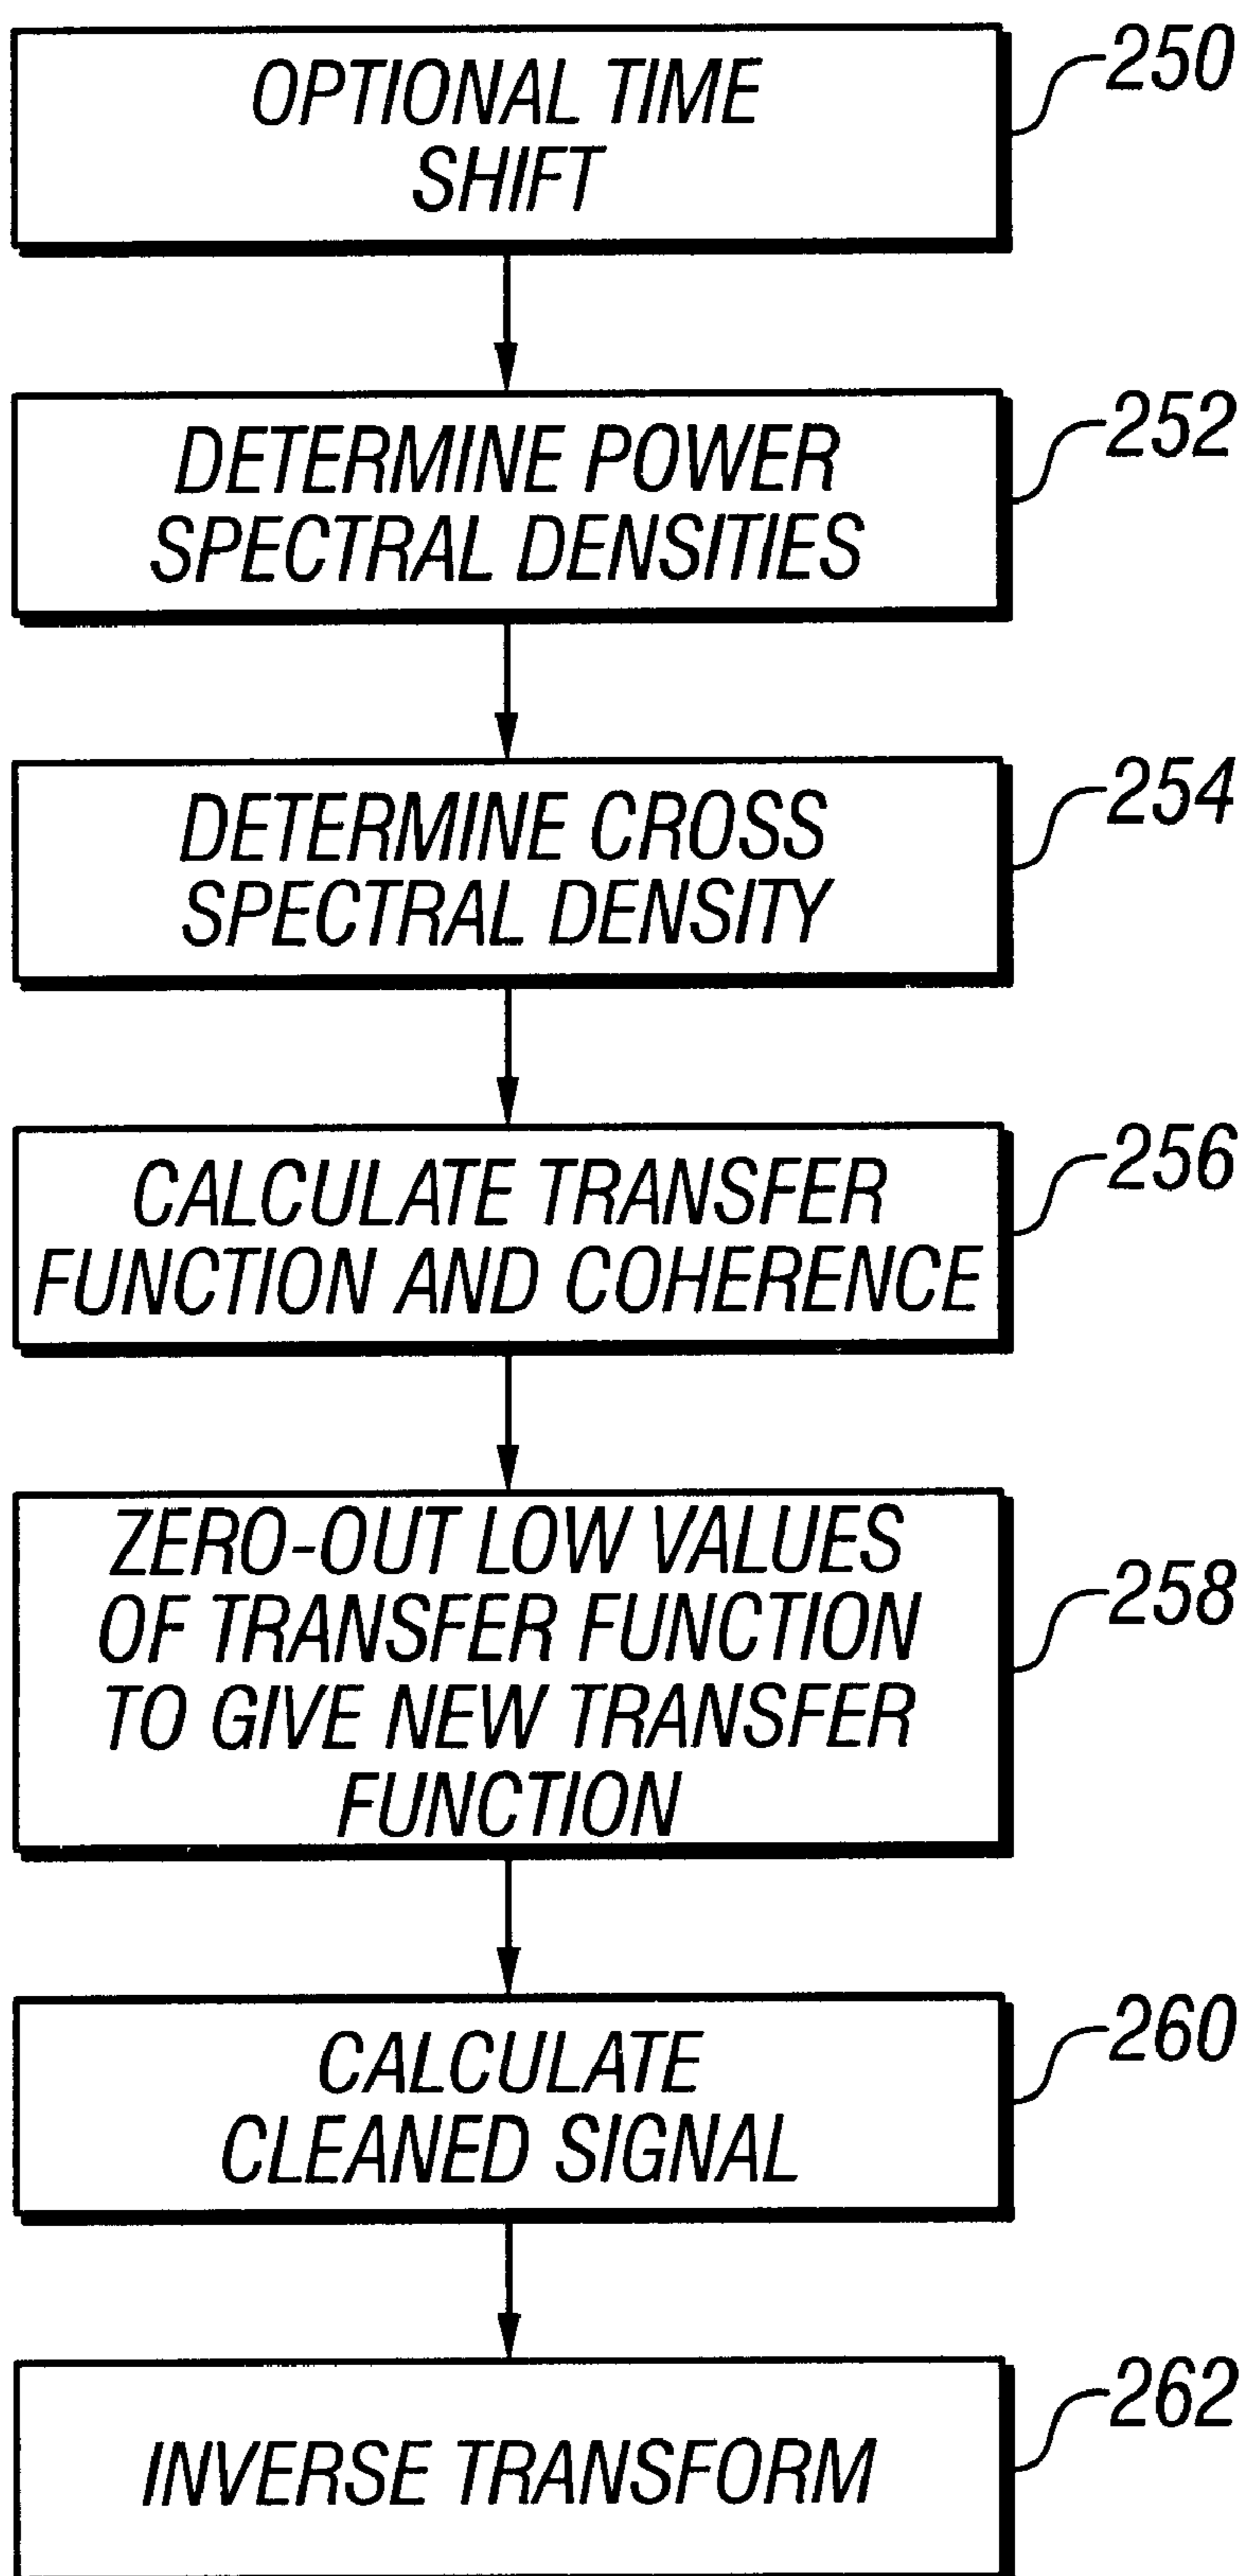 OPTIONAL TIME
SHIFT
250
DETERMINE POWER
SPECTRAL DENSITIES
252
DETERMINE CROSS
SPECTRAL DENSITY
254
CALCULATE TRANSFER
FUNCTION AND COHERENCE
256
ZERO-OUT LOW VALUES
OF TRANSFER FUNCTION
TO GIVE NEW TRANSFER
FUNCTION
258
CALCULATE
CLEANED SIGNAL
260
INVERSE TRANSFORM
262